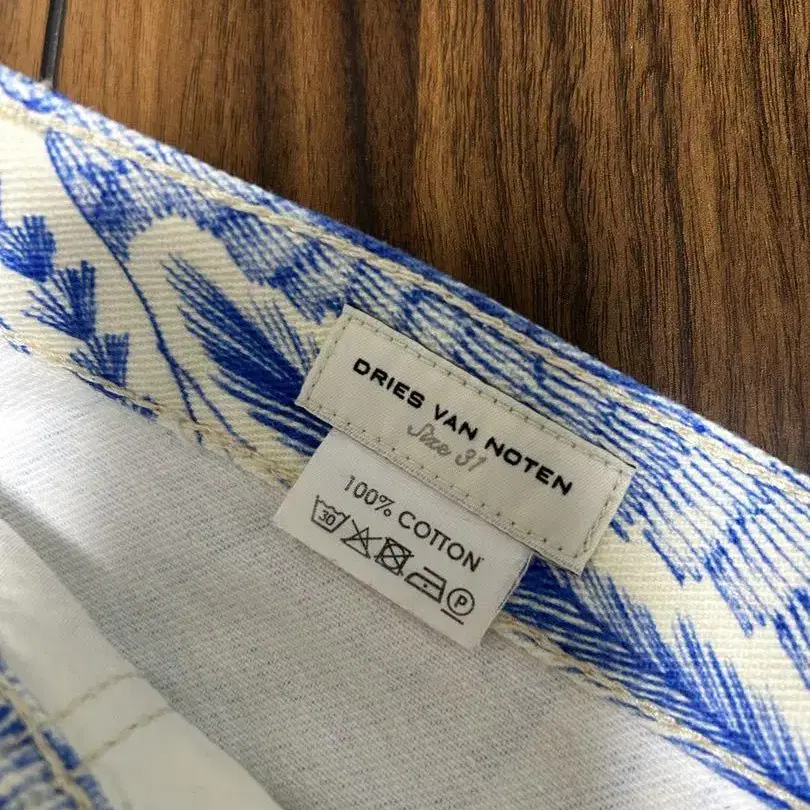 DRIES VAN NOTEN
Size 31
100% COTTON
30 P